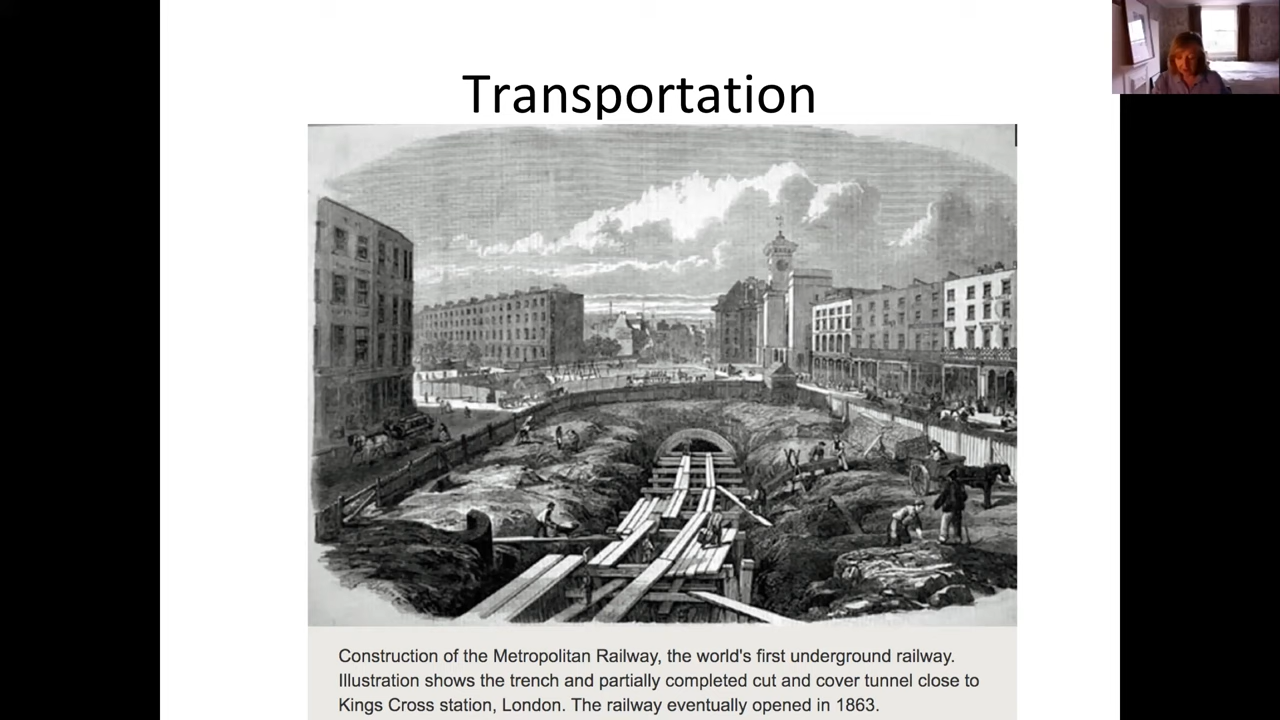 Transportation
Construction of the Metropolitan Railway, the world's first underground railway.
Illustration shows the trench and partially completed cut and cover tunnel close to
Kings Cross station, London. The railway eventually opened in 1863.